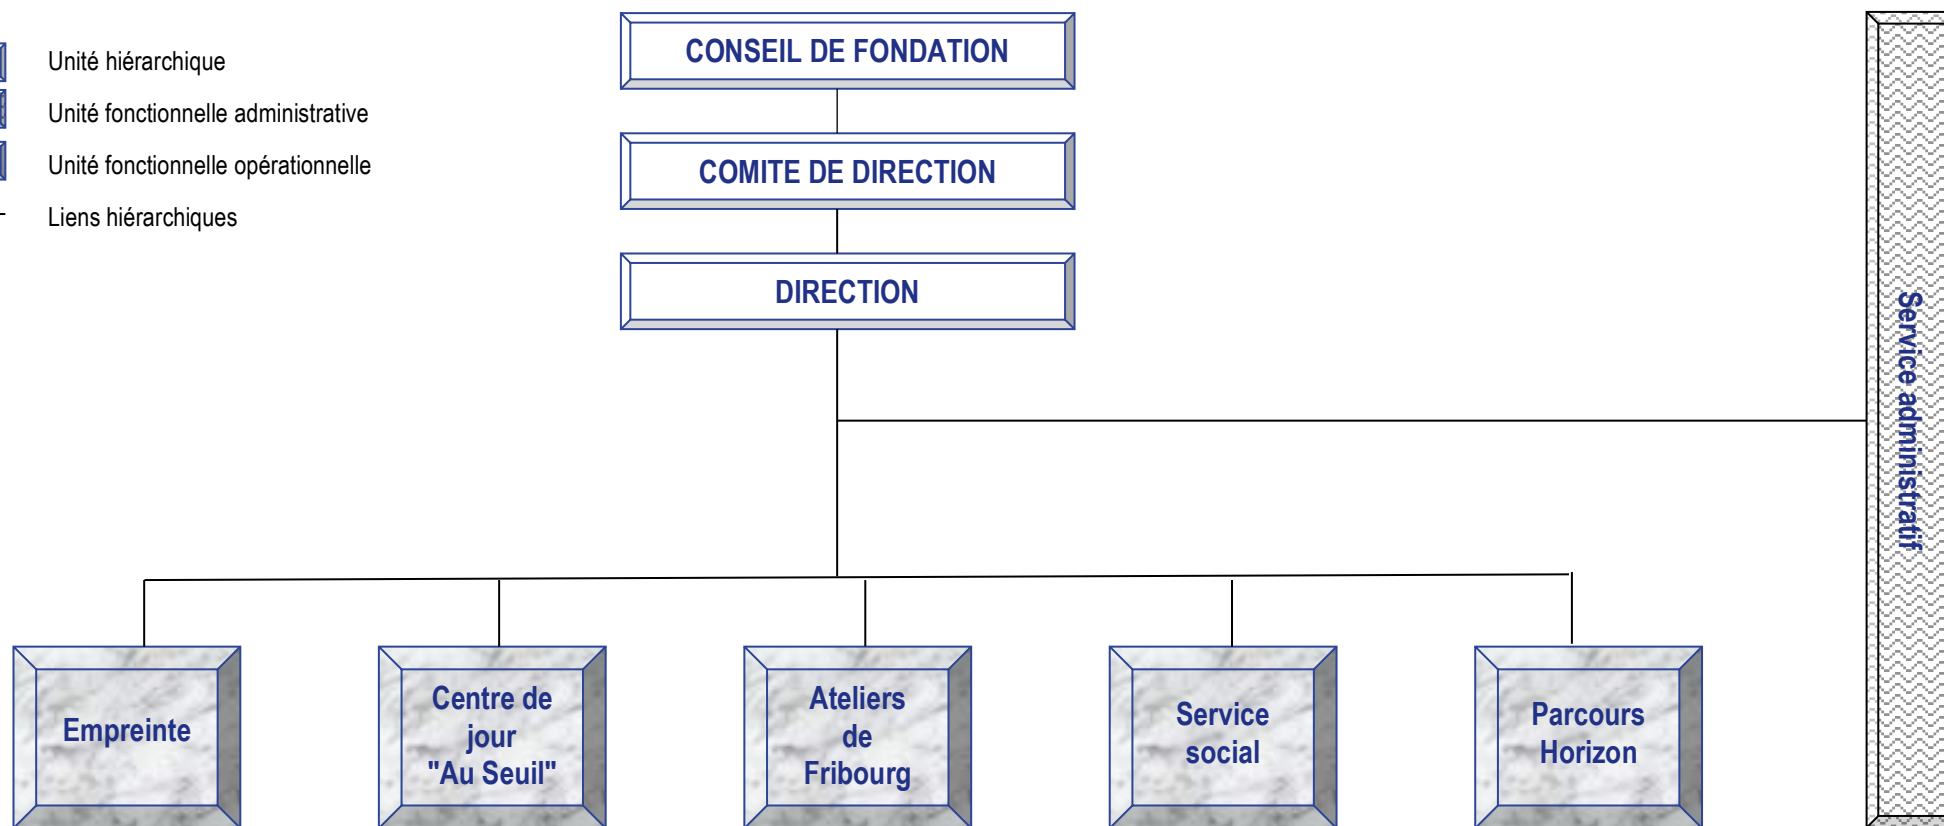 Unité hiérarchique
Unité fonctionnelle administrative
Unité fonctionnelle opérationnelle
Liens hiérarchiques
CONSEIL DE FONDATION
COMITE DE DIRECTION
DIRECTION
Service administratif
Empreinte
Centre de
jour
"Au Seuil"
Ateliers
de
Fribourg
Service
social
Parcours
Horizon